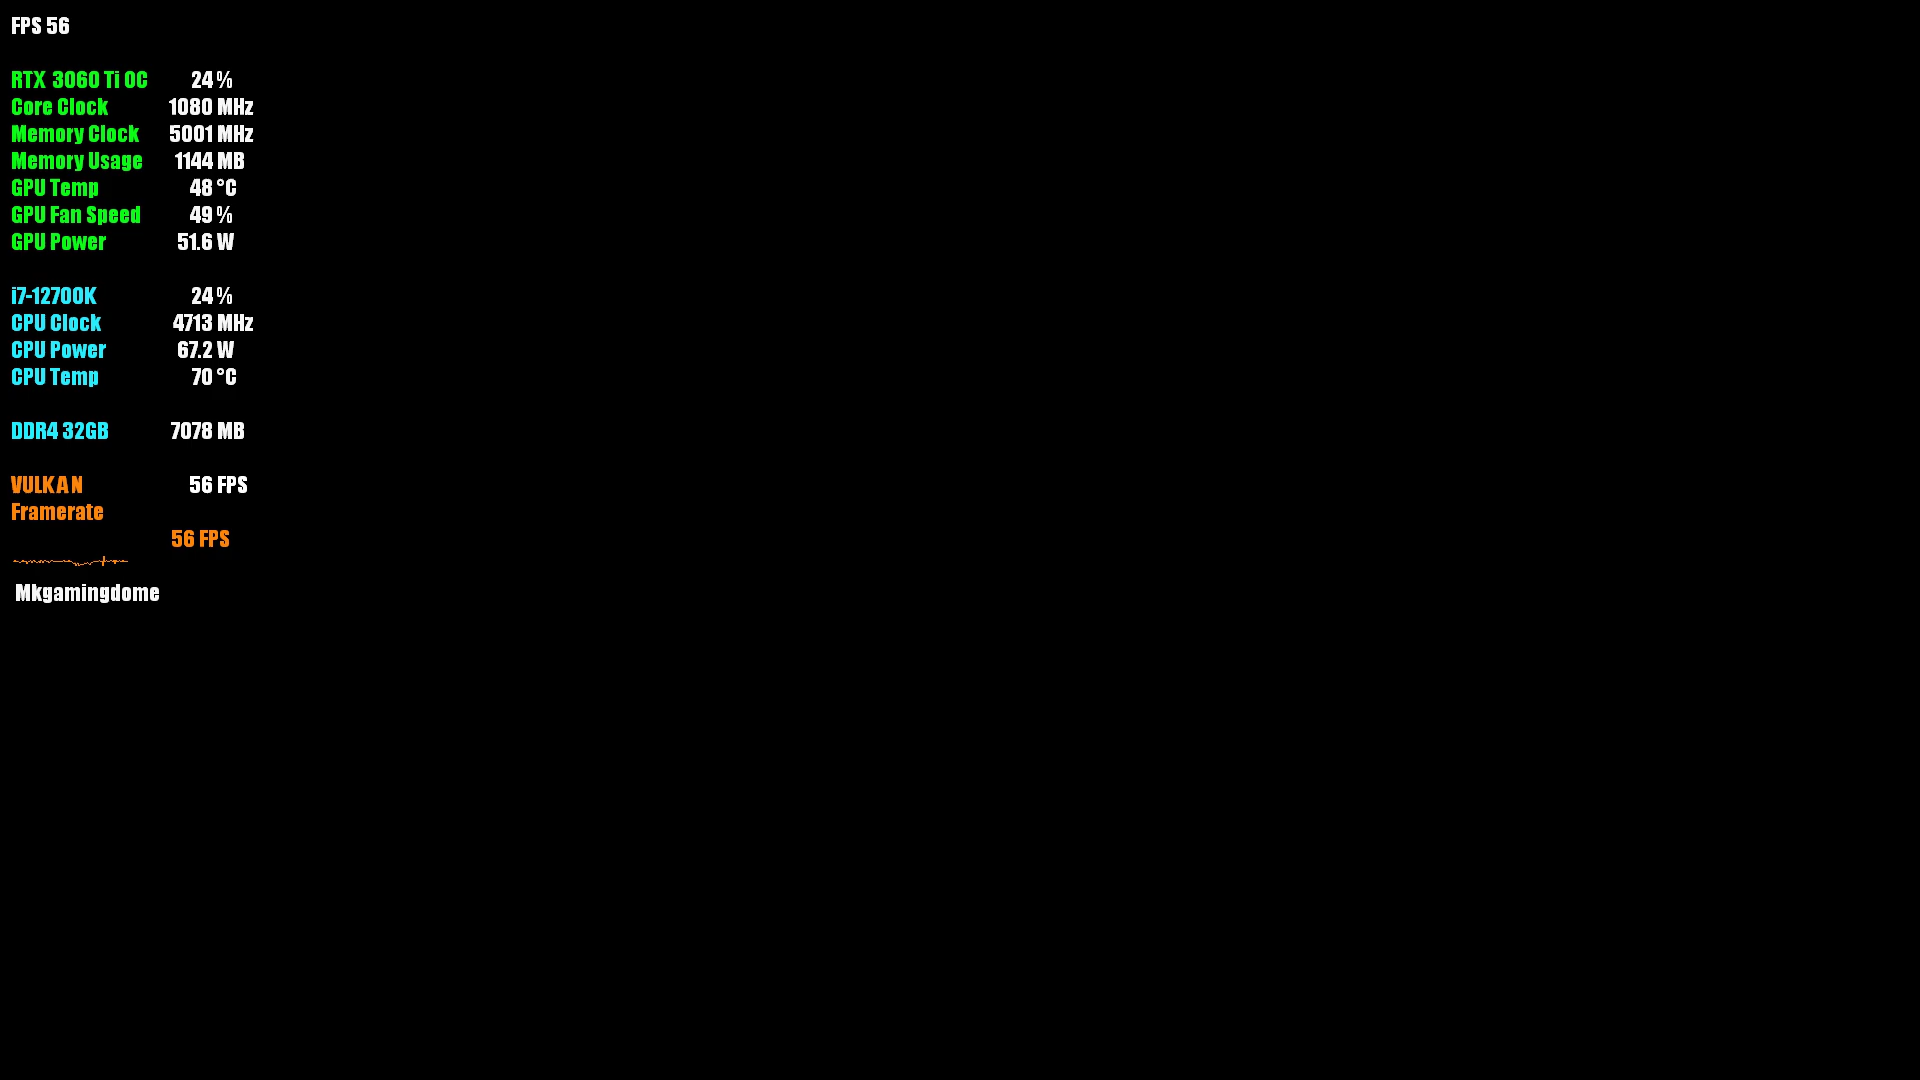 FPS 56
RTX 3060 Ti OC 24 %
Core Clock 1080 MHz
Memory Clock 5001 MHz
Memory Usage 1144 MB
GPU Temp 48 °C
GPU Fan Speed 49 %
GPU Power 51.6 W
i7-12700K 24 %
CPU Clock 4713 MHz
CPU Power 67.2 W
CPU Temp 70 °C
DDR4 32GB 7078 MB
VULKAN 56 FPS
Framerate
56 FPS
Mkgamingdome